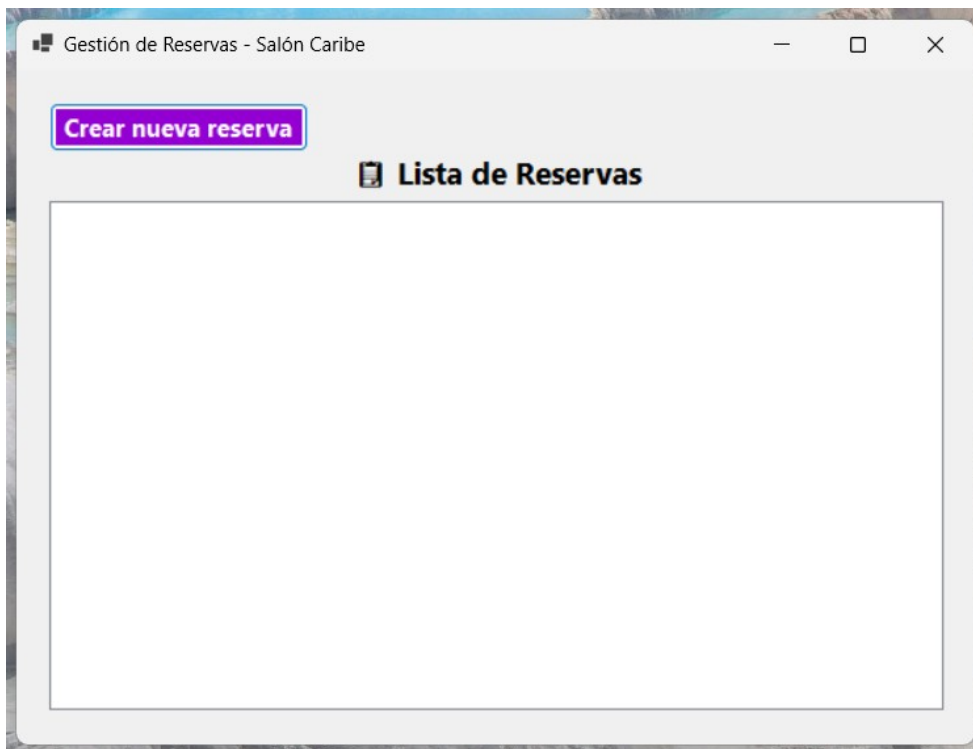 Gestión de Reservas - Salón Caribe
Crear nueva reserva
📋 Lista de Reservas